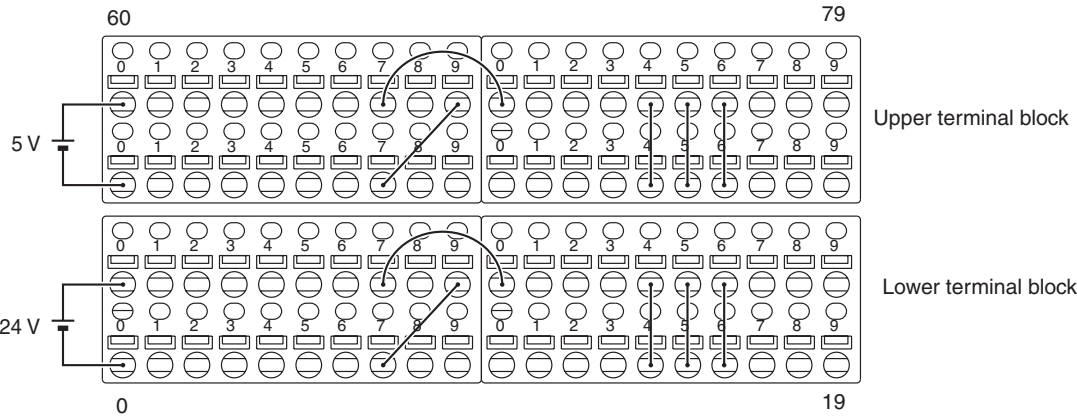 60 79
0 1 2 3 4 5 6 7 8 9 0 1 2 3 4 5 6 7 8 9
Upper terminal block
5 V
0 1 2 3 4 5 6 7 8 9 0 1 2 3 4 5 6 7 8 9
0 1 2 3 4 5 6 7 8 9 0 1 2 3 4 5 6 7 8 9
Lower terminal block
24 V
0 1 2 3 4 5 6 7 8 9 0 1 2 3 4 5 6 7 8 9
0 19